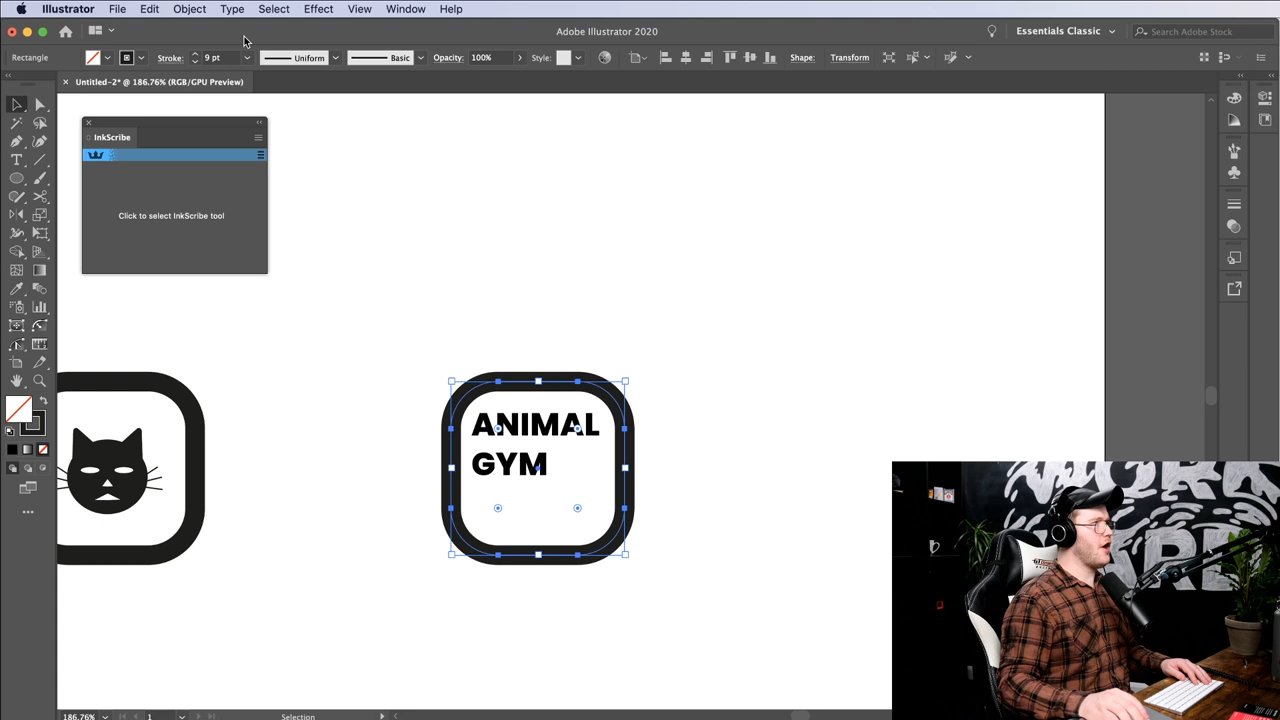 Illustrator File Edit Object Type Select Effect View Window Help
Adobe Illustrator 2020
Essentials Classic
Search Adobe Stock
Rectangle Stroke: 9 pt Uniform Basic Opacity: 100% Style: Shape: Transform
Untitled-2* @ 186.76% (RGB/GPU Preview)
InkScribe
Click to select InkScribe tool
ANIMAL
GYM
186.76% 1 Selection